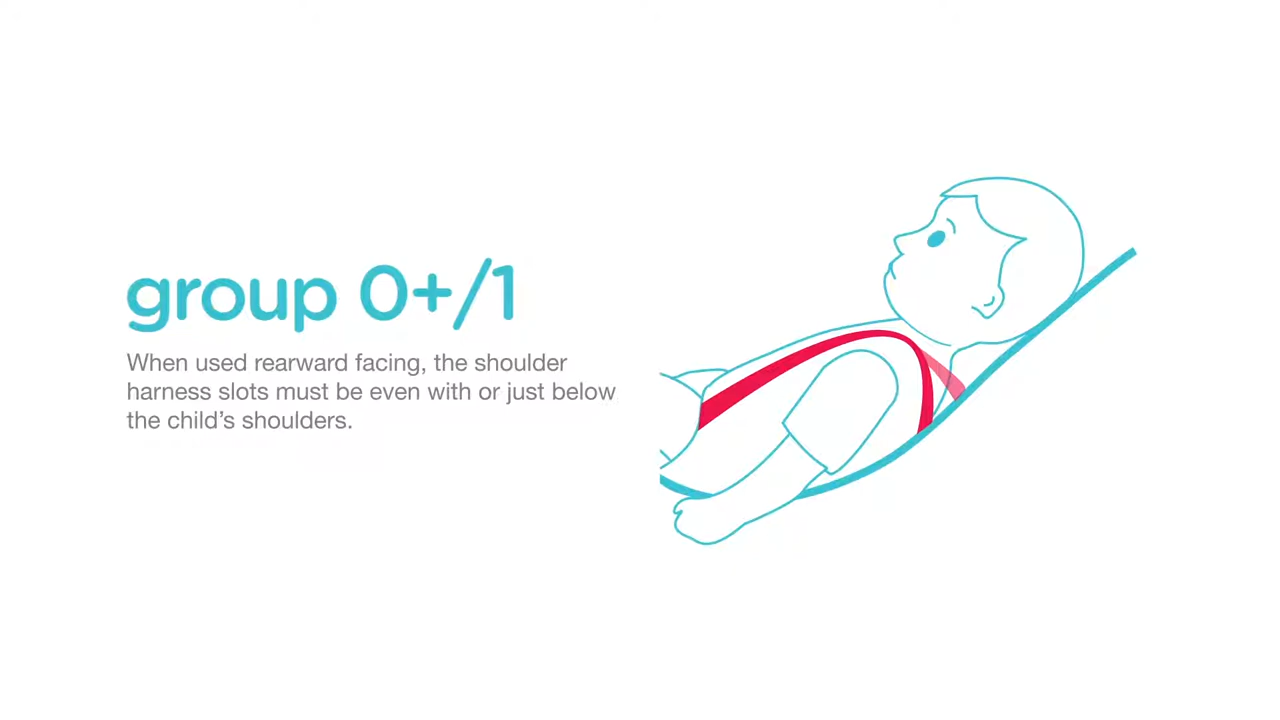 group 0+/1
When used rearward facing, the shoulder
harness slots must be even with or just below
the child’s shoulders.